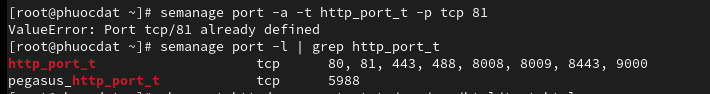 [root@phuocdat ~]# semanage port -a -t http_port_t -p tcp 81
ValueError: Port tcp/81 already defined
[root@phuocdat ~]# semanage port -l | grep http_port_t
http_port_t tcp 80, 81, 443, 488, 8008, 8009, 8443, 9000
pegasus_http_port_t tcp 5988